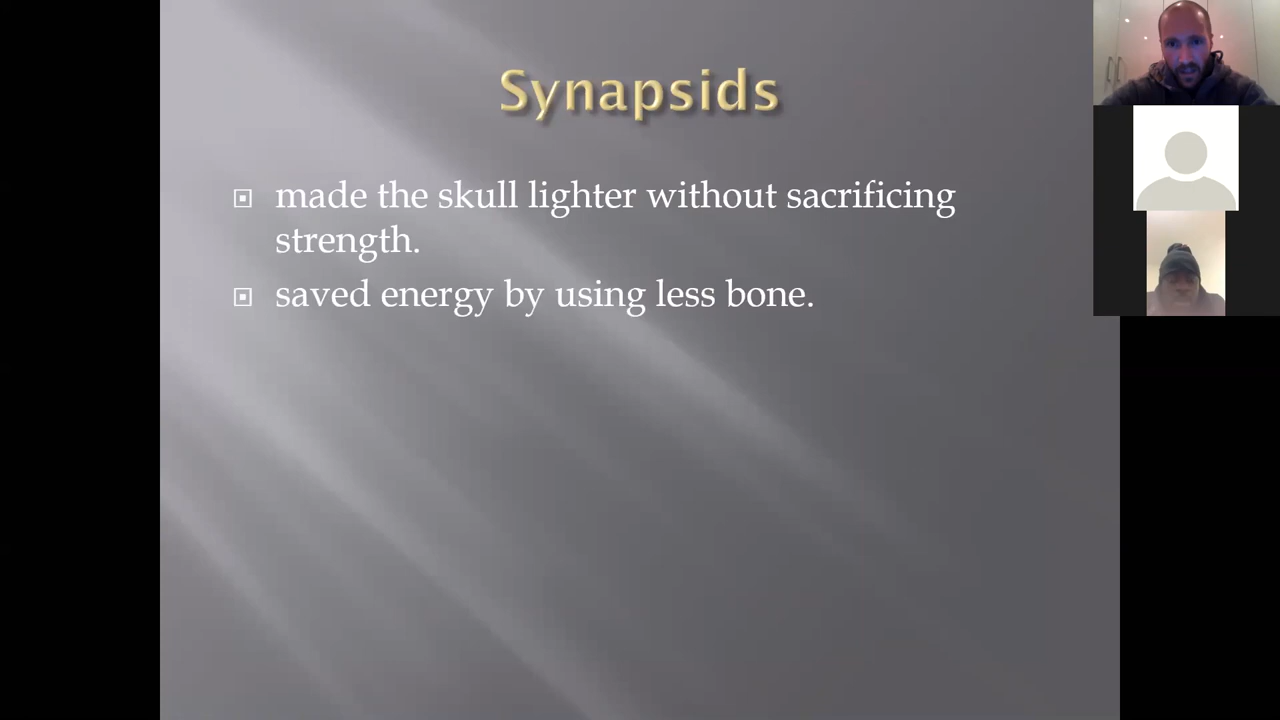 Synapsids
made the skull lighter without sacrificing
strength.
saved energy by using less bone.